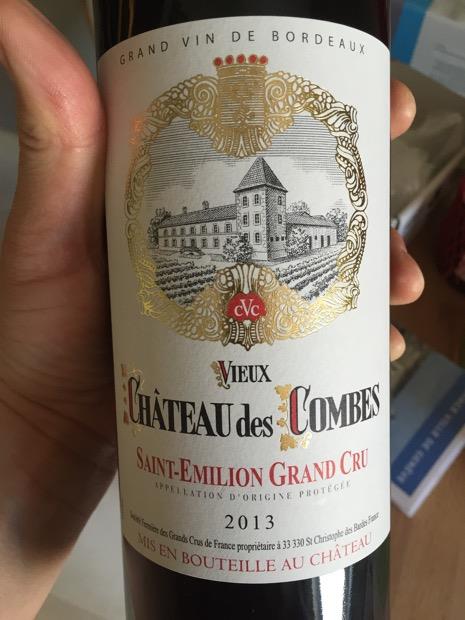 GRAND VIN DE BORDEAUX
cVc
VIEUX
CHÂTEAU des COMBES
SAINT-EMILION GRAND CRU
APPELLATION D'ORIGINE PROTÉGÉE
2013
Société Fermière des Grands Crus de France propriétaire à 33 330 St Christophe des Bardes France
MIS EN BOUTEILLE AU CHÂTEAU